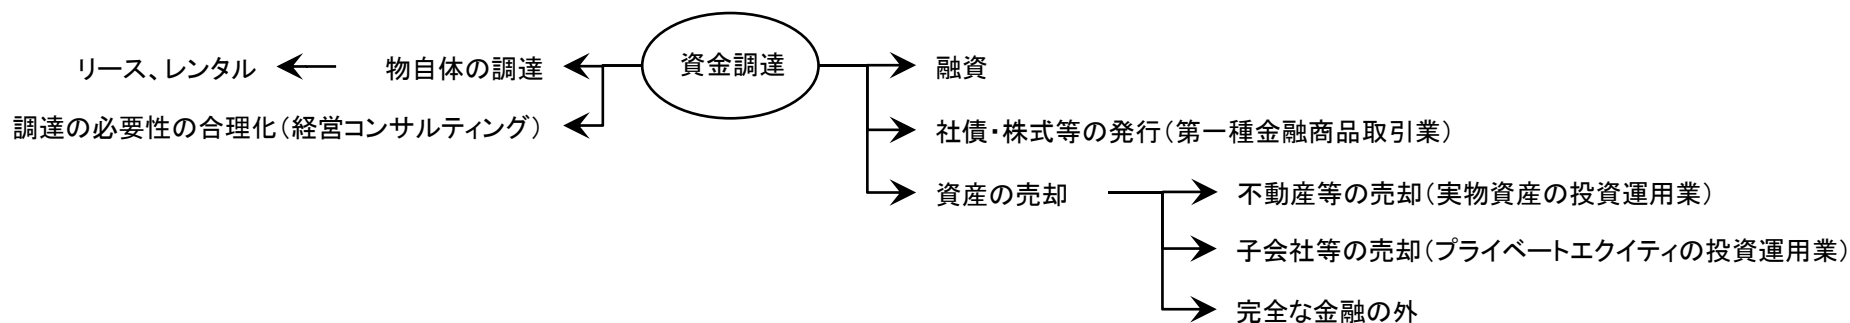 資金調達
リース、レンタル
物自体の調達
調達の必要性の合理化（経営コンサルティング）
融資
社債・株式等の発行（第一種金融商品取引業）
資産の売却
不動産等の売却（実物資産の投資運用業）
子会社等の売却（プライベートエクイティの投資運用業）
完全な金融の外